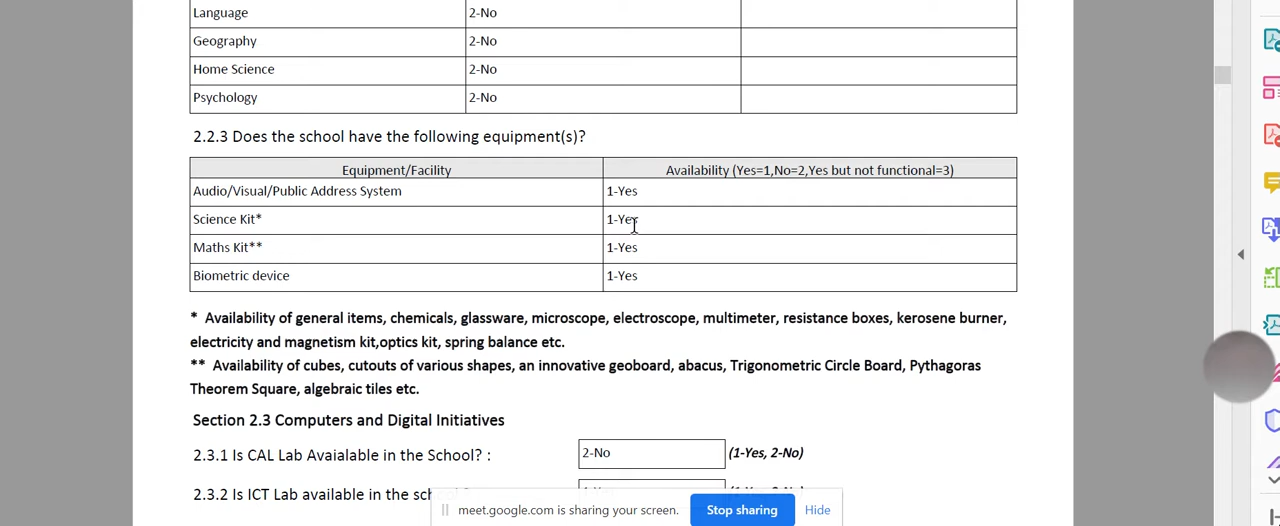 Language 2-No
Geography 2-No
Home Science 2-No
Psychology 2-No
2.2.3 Does the school have the following equipment(s)?
Equipment/Facility Availability (Yes=1,No=2,Yes but not functional=3)
Audio/Visual/Public Address System 1-Yes
Science Kit* 1-Yes
Maths Kit** 1-Yes
Biometric device 1-Yes
* Availability of general items, chemicals, glassware, microscope, electroscope, multimeter, resistance boxes, kerosene burner,
electricity and magnetism kit,optics kit, spring balance etc.
** Availability of cubes, cutouts of various shapes, an innovative geoboard, abacus, Trigonometric Circle Board, Pythagoras
Theorem Square, algebraic tiles etc.
Section 2.3 Computers and Digital Initiatives
2.3.1 Is CAL Lab Avaialable in the School? : 2-No (1-Yes, 2-No)
2.3.2 Is ICT Lab available in the
meet.google.com is sharing your screen. Stop sharing Hide